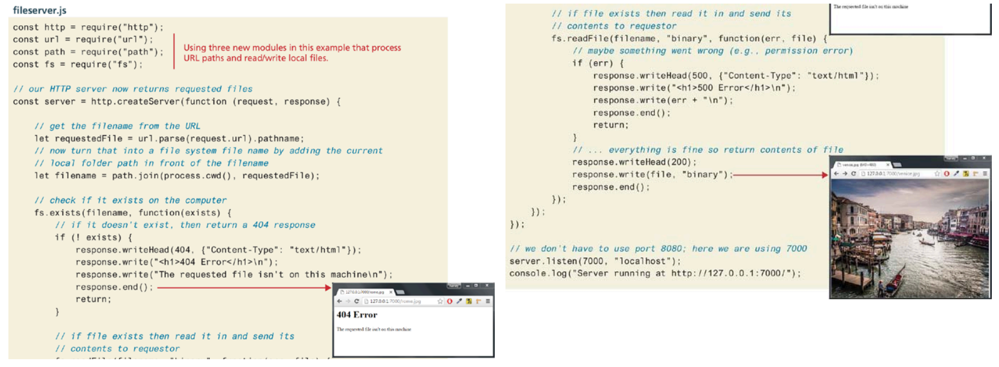 fileserver.js
const http = require("http");
const url = require("url");
const path = require("path");
const fs = require("fs");
Using three new modules in this example that process
URL paths and read/write local files.
// our HTTP server now returns requested files
const server = http.createServer(function (request, response) {
// get the filename from the URL
let requestedFile = url.parse(request.url).pathname;
// now turn that into a file system file name by adding the current
// local folder path in front of the filename
let filename = path.join(process.cwd(), requestedFile);
// check if it exists on the computer
fs.exists(filename, function(exists) {
// if it doesn't exist, then return a 404 response
if (! exists) {
response.writeHead(404, {"Content-Type": "text/html"});
response.write("<h1>404 Error</h1>\n");
response.write("The requested file isn't on this machine\n");
response.end();
return;
}
127.0.0.1:7000/rome.jpg
127.0.0.1:7000/rome.jpg
404 Error
The requested file isn't on this machine
// if file exists then read it in and send its
// contents to requestor
The requested file isn't on this machine
// if file exists then read it in and send its
// contents to requestor
fs.readFile(filename, "binary", function(err, file) {
// maybe something went wrong (e.g., permission error)
if (err) {
response.writeHead(500, {"Content-Type": "text/html"});
response.write("<h1>500 Error</h1>\n");
response.write(err + "\n");
response.end();
return;
}
// ... everything is fine so return contents of file
response.writeHead(200);
response.write(file, "binary");
response.end();
});
});
});
// we don't have to use port 8080; here we are using 7000
server.listen(7000, "localhost");
console.log("Server running at http://127.0.0.1:7000/");
venice.jpg
127.0.0.1:7000/venice.jpg